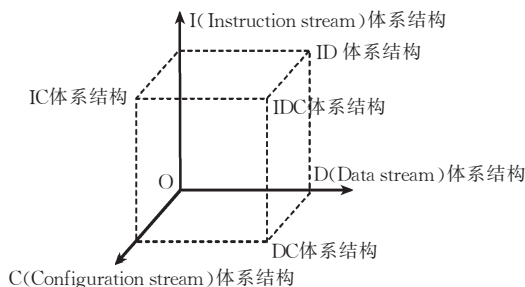 I(Instruction stream)体系结构
ID 体系结构
IC体系结构
IDC体系结构
O
D(Data stream)体系结构
DC体系结构
C(Configuration stream)体系结构